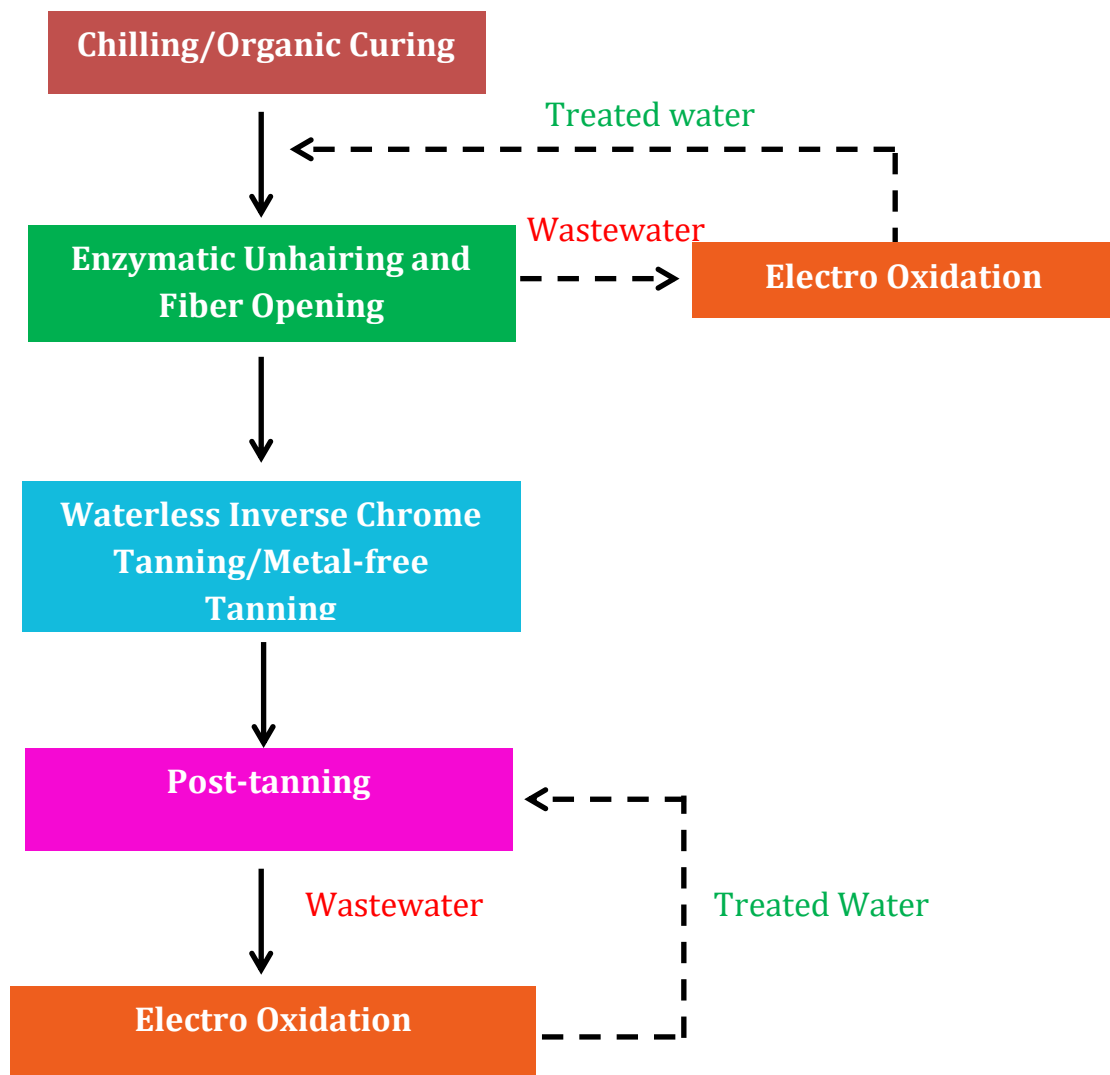 Chilling/Organic Curing
Treated water
Enzymatic Unhairing and
Fiber Opening
Wastewater
Electro Oxidation
Waterless Inverse Chrome
Tanning/Metal-free
Tanning
Post-tanning
Wastewater
Treated Water
Electro Oxidation